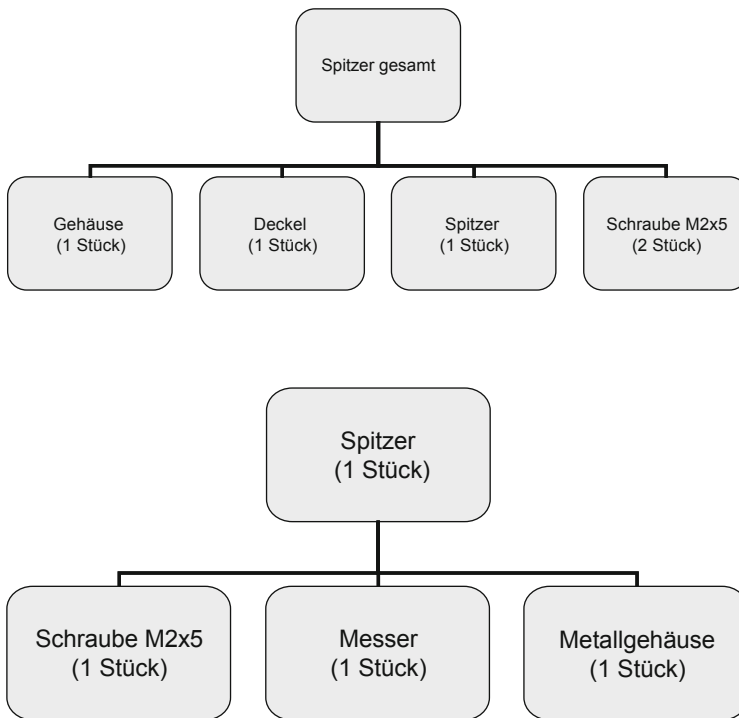 Spitzer gesamt
Gehäuse
(1 Stück)
Deckel
(1 Stück)
Spitzer
(1 Stück)
Schraube M2x5
(2 Stück)
Spitzer
(1 Stück)
Schraube M2x5
(1 Stück)
Messer
(1 Stück)
Metallgehäuse
(1 Stück)